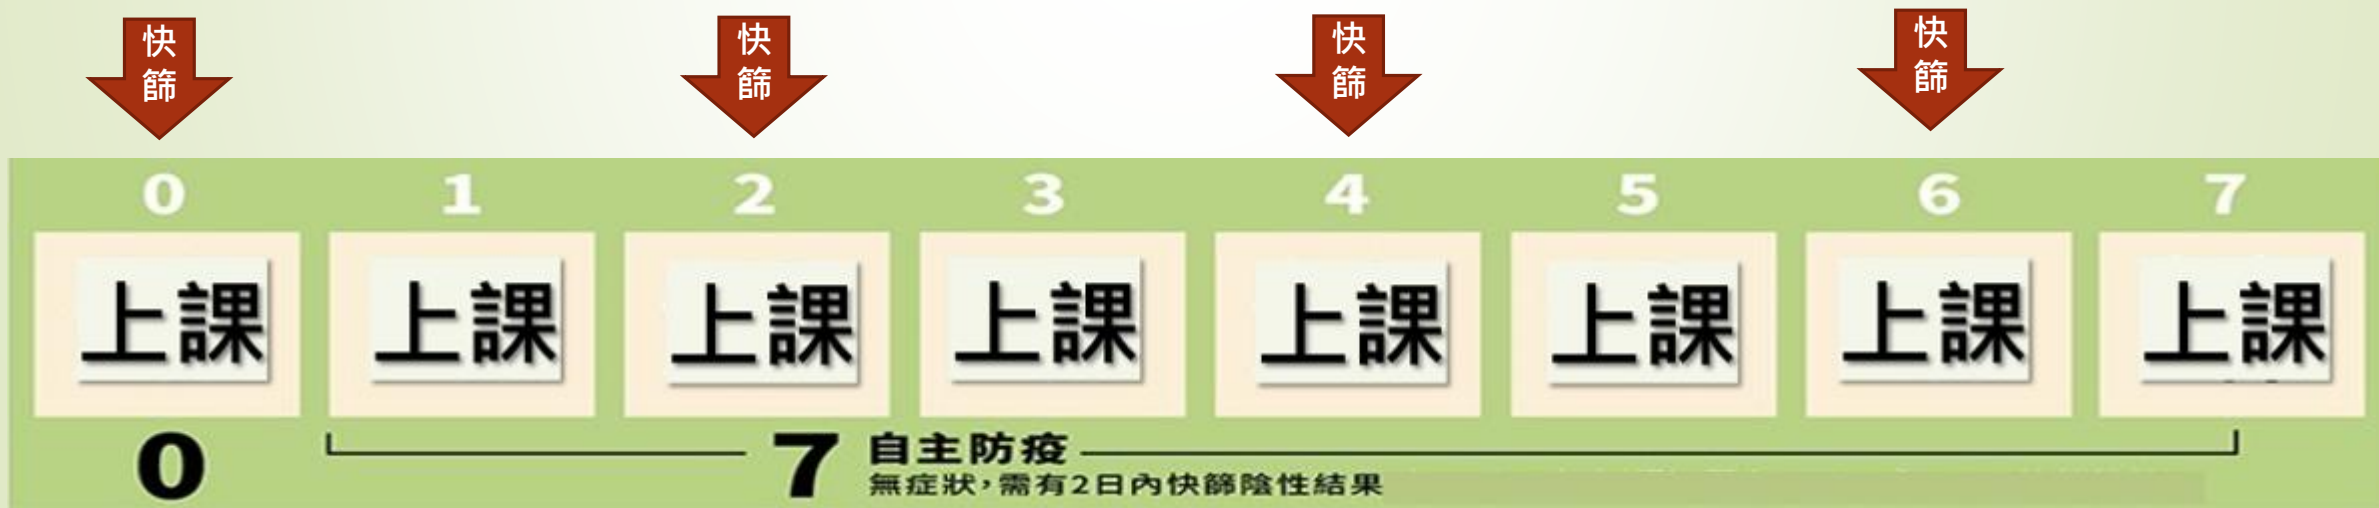 快
篩
快
篩
快
篩
快
篩
0 1 2 3 4 5 6 7
上課 上課 上課 上課 上課 上課 上課 上課
0 7 自主防疫
無症狀，需有2日內快篩陰性結果